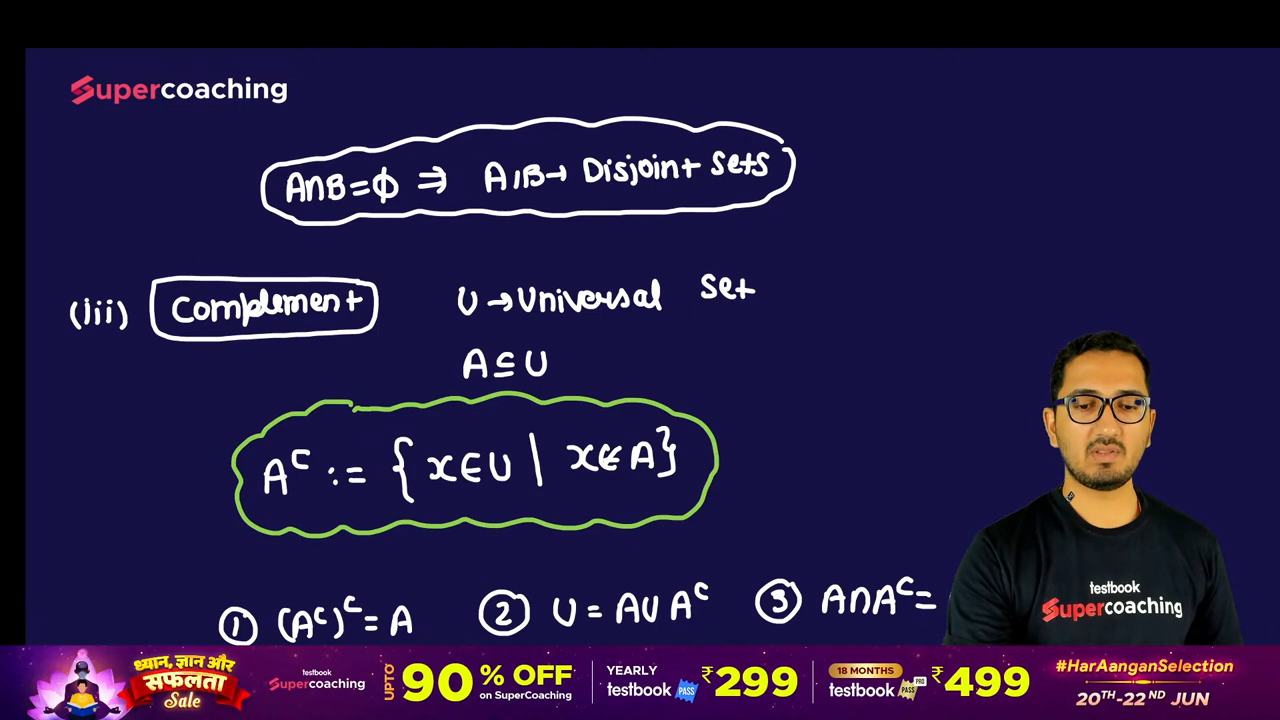 Supercoaching
A∩B=ϕ ⇒ A,B→ Disjoint Sets
(iii) Complement U→Universal Set
A⊆U
Aᶜ := {x∈U | x∉A}
① (Aᶜ)ᶜ = A ② U = A∪Aᶜ ③ A∩Aᶜ=
testbook
Supercoaching
ध्यान, ज्ञान और
सफलता
Sale
testbook
Supercoaching
UPTO 90% OFF
on SuperCoaching
YEARLY
testbook PASS ₹299
18 MONTHS
testbook PASS PRO ₹499
#HarAanganSelection
20TH-22ND JUN